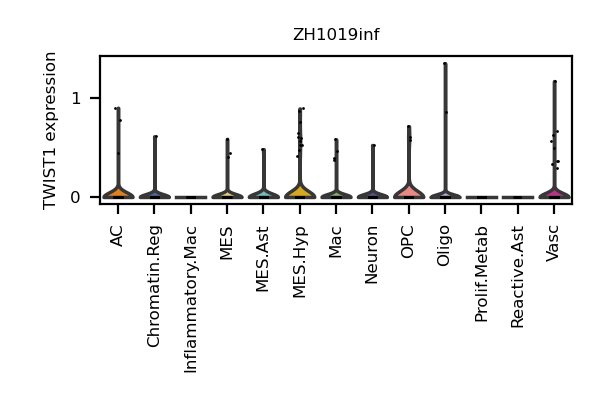 ZH1019inf
TWIST1 expression
1
0
AC
Chromatin.Reg
Inflammatory.Mac
MES
MES.Ast
MES.Hyp
Mac
Neuron
OPC
Oligo
Prolif.Metab
Reactive.Ast
Vasc